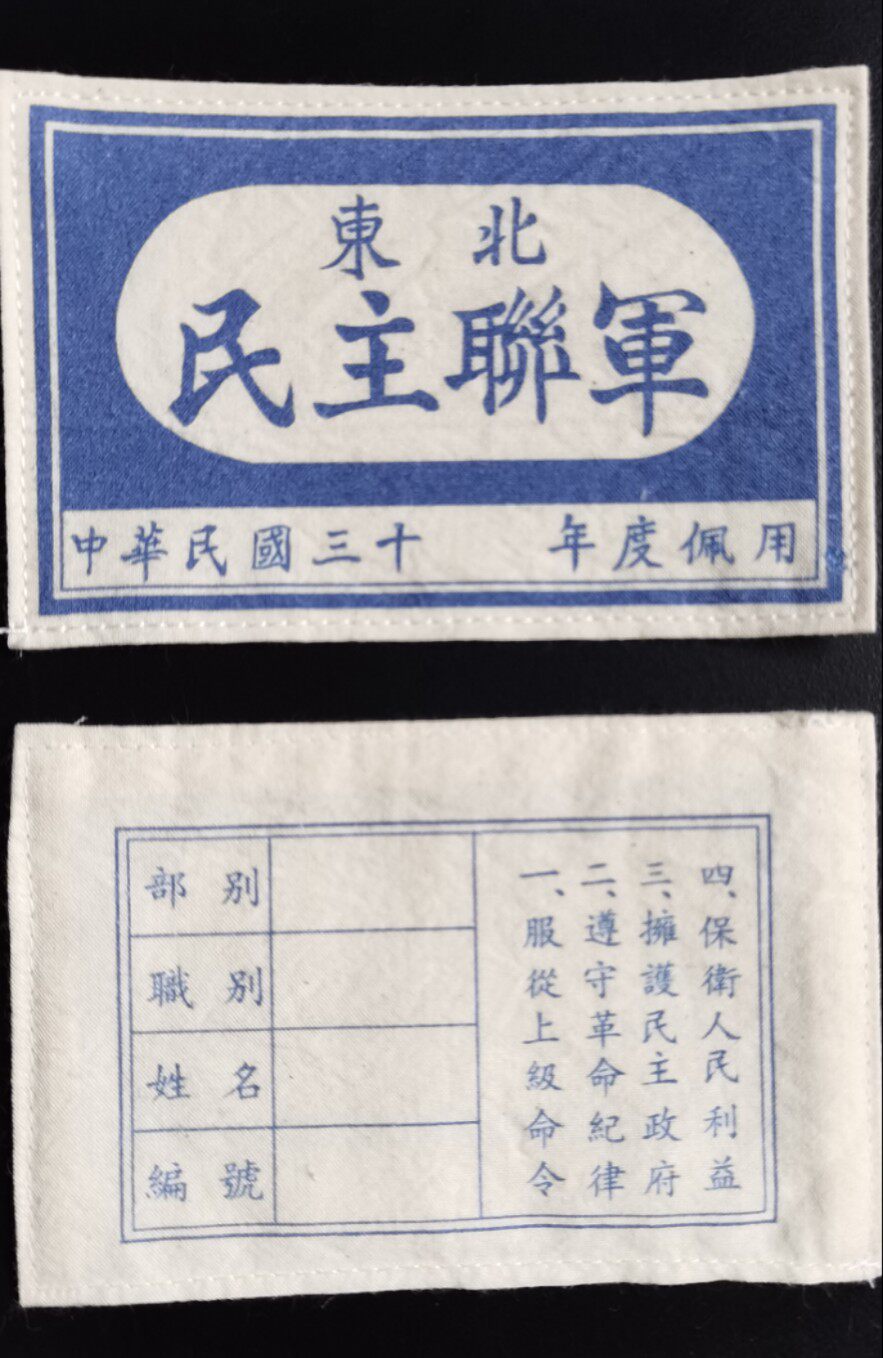 東北
民主聯軍
中華民國三十 年度佩用
部別
職別
姓名
編號
一、服從上級命令
二、遵守革命紀律
三、擁護民主政府
四、保衛人民利益